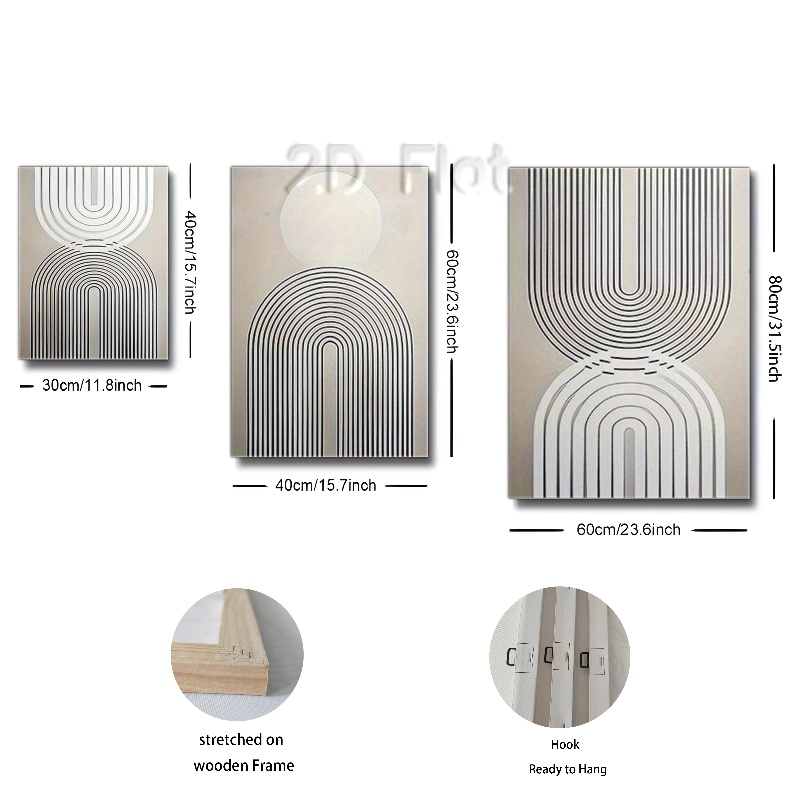 2D Flat
40cm/15.7inch
30cm/11.8inch
60cm/23.6inch
40cm/15.7inch
80cm/31.5inch
60cm/23.6inch
stretched on
wooden Frame
Hook
Ready to Hang